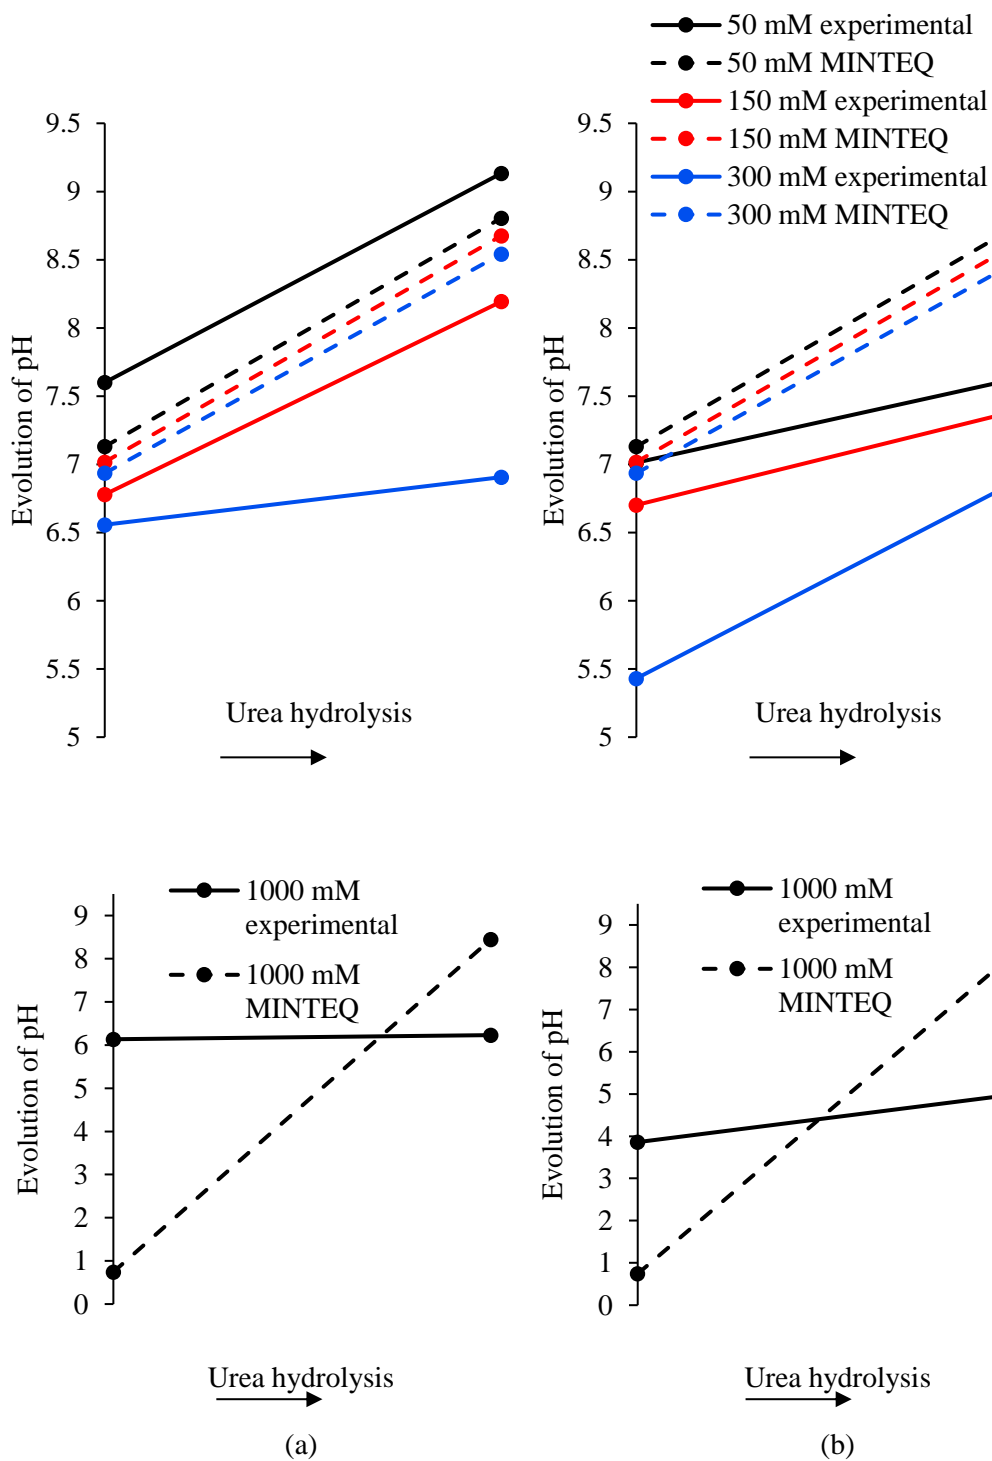 50 mM experimental
50 mM MINTEQ
150 mM experimental
150 mM MINTEQ
300 mM experimental
300 mM MINTEQ
Evolution of pH
9.5
9
8.5
8
7.5
7
6.5
6
5.5
5
Urea hydrolysis
Evolution of pH
9.5
9
8.5
8
7.5
7
6.5
6
5.5
5
Urea hydrolysis
1000 mM
experimental
1000 mM
MINTEQ
Evolution of pH
9
8
7
6
5
4
3
2
1
0
Urea hydrolysis
(a)
1000 mM
experimental
1000 mM
MINTEQ
Evolution of pH
9
8
7
6
5
4
3
2
1
0
Urea hydrolysis
(b)